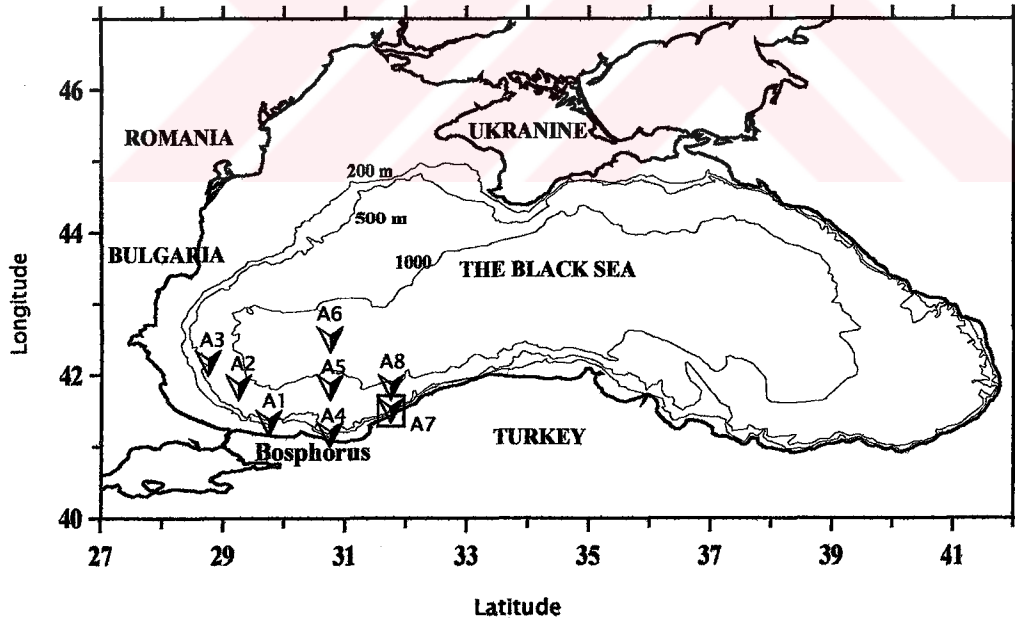 46
ROMANIA
UKRANINE
200 m
500 m
44
BULGARIA
1000
THE BLACK SEA
Longitude
A6
A3
A2
A5
A8
42
A1
A4
A7
TURKEY
Bosphorus
40
27
29
31
33
35
37
39
41
Latitude